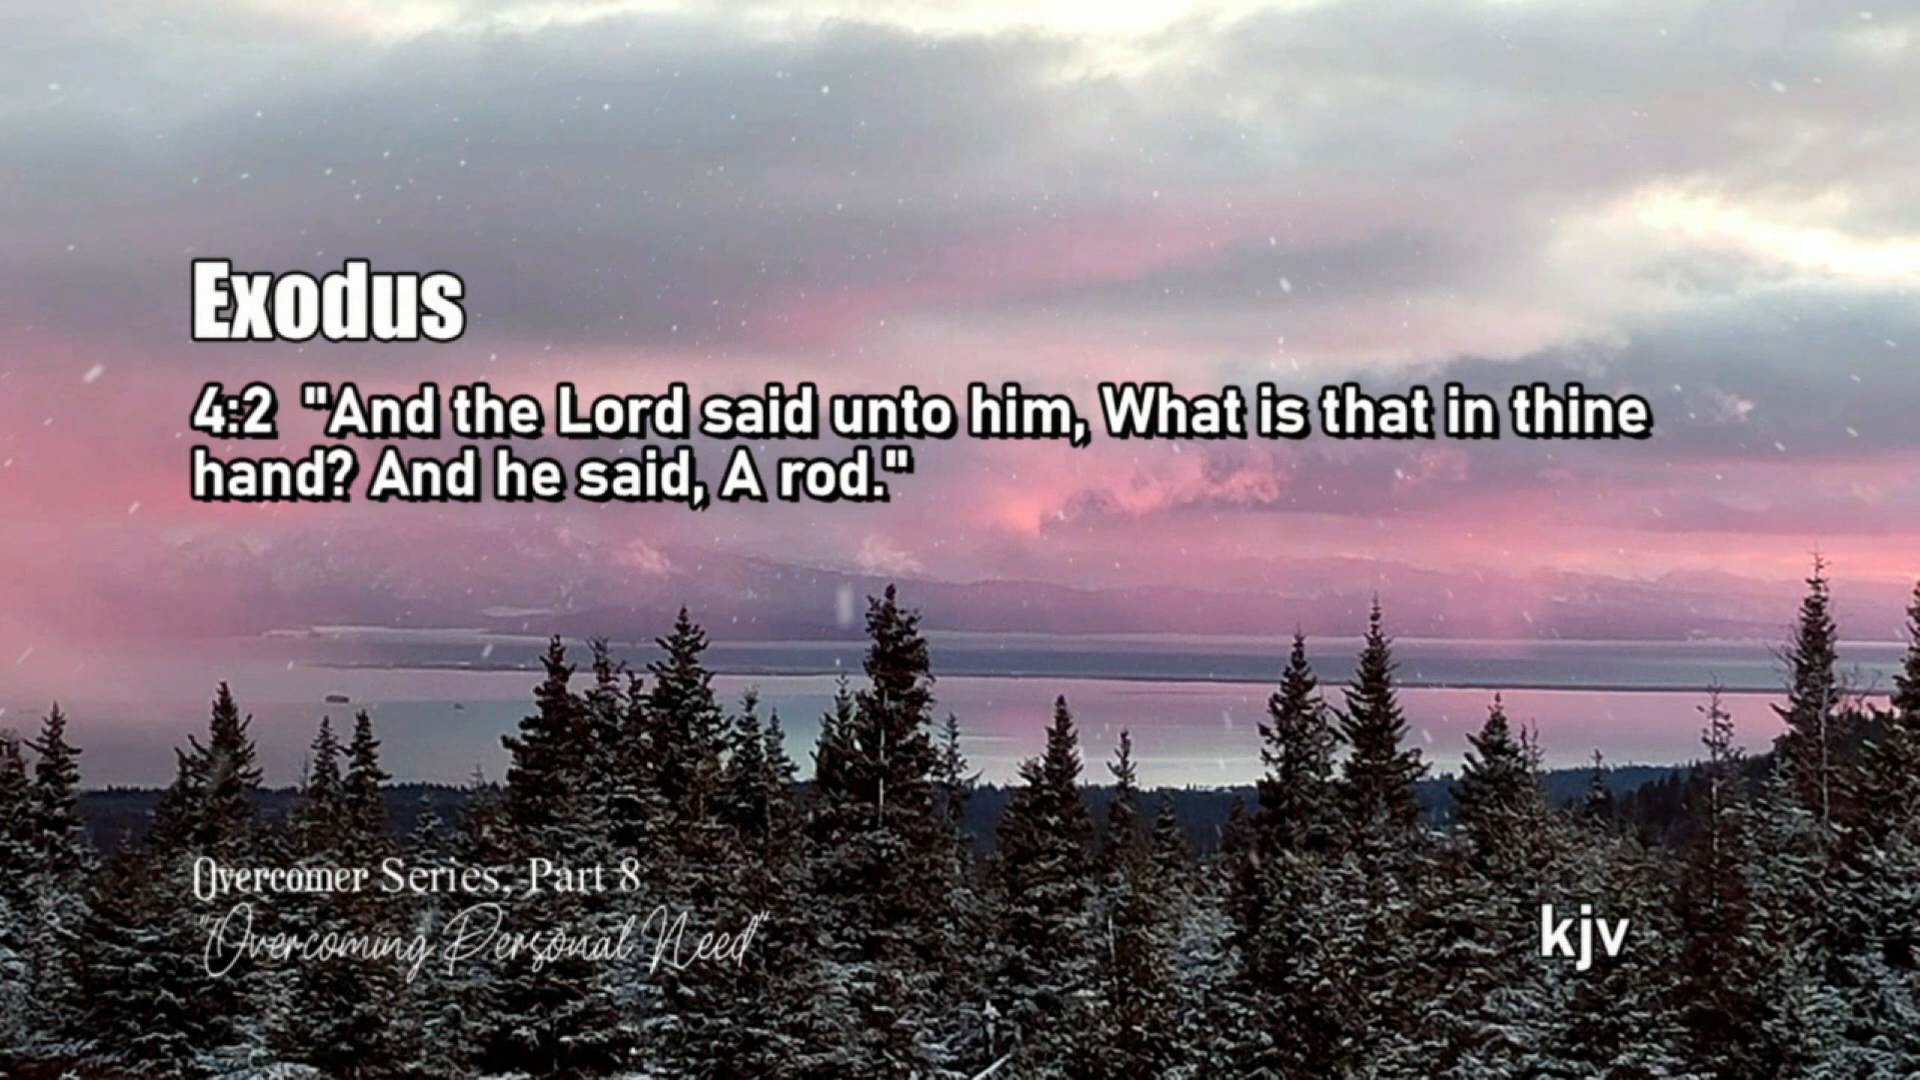 Exodus
4:2 "And the Lord said unto him, What is that in thine
hand? And he said, A rod."
Overcomer Series, Part 8
"Overcoming Personal Need"
kjv